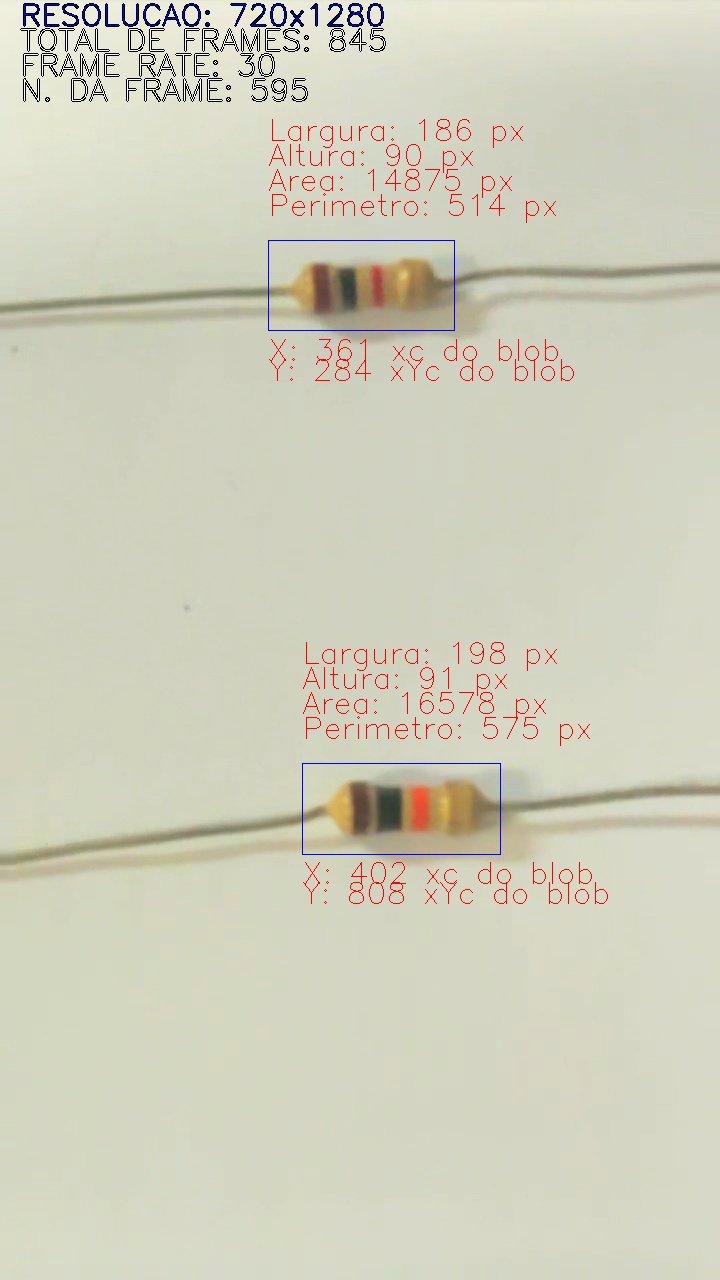 RESOLUCAO: 720x1280
TOTAL DE FRAMES: 845
FRAME RATE: 30
N. DA FRAME: 595
Largura: 186 px
Altura: 90 px
Area: 14875 px
Perimetro: 514 px
X: 361 xc do blob
Y: 284 xYc do blob
Largura: 198 px
Altura: 91 px
Area: 16578 px
Perimetro: 575 px
X: 402 xc do blob
Y: 808 xYc do blob